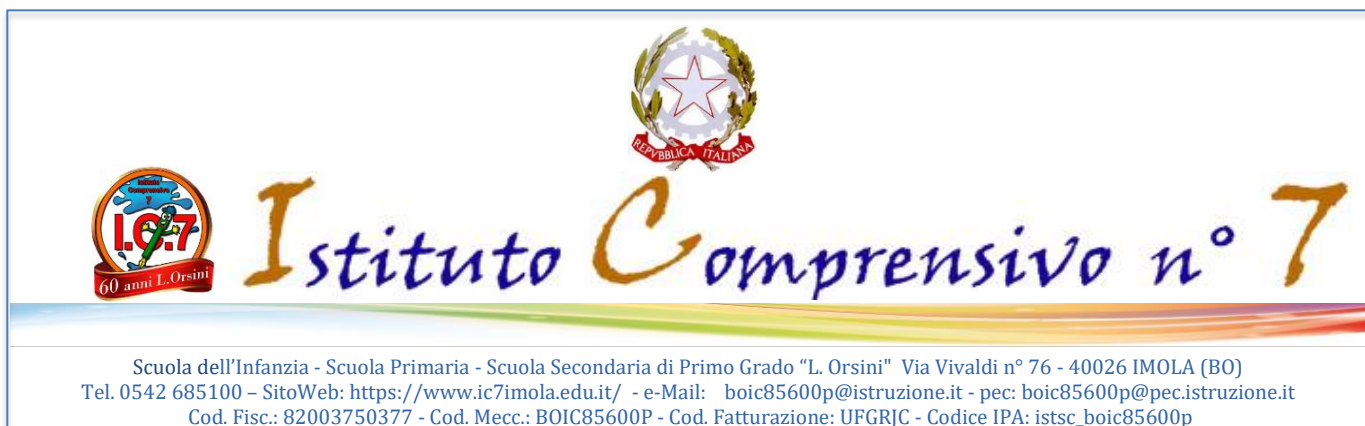 REPVBBLICA ITALIANA
Istituto
Comprensivo
7
I.C.7
60 anni L.Orsini
Istituto Comprensivo n° 7
Scuola dell'Infanzia - Scuola Primaria - Scuola Secondaria di Primo Grado “L. Orsini" Via Vivaldi n° 76 - 40026 IMOLA (BO)
Tel. 0542 685100 – SitoWeb: https://www.ic7imola.edu.it/ - e-Mail: boic85600p@istruzione.it - pec: boic85600p@pec.istruzione.it
Cod. Fisc.: 82003750377 - Cod. Mecc.: BOIC85600P - Cod. Fatturazione: UFGRJC - Codice IPA: istsc_boic85600p